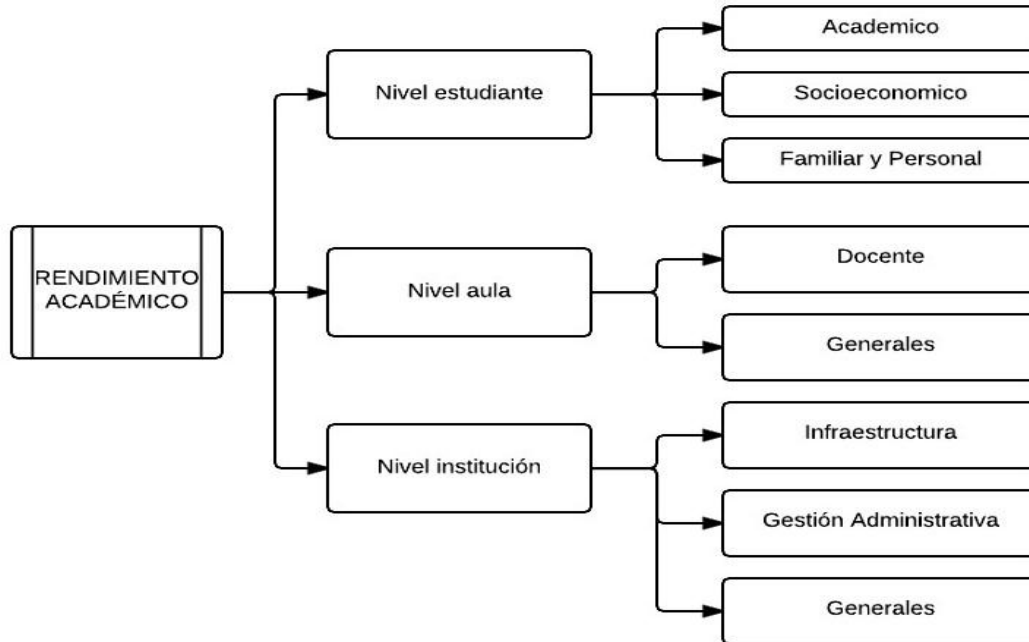 RENDIMIENTO
ACADÉMICO
Nivel estudiante
Academico
Socioeconomico
Familiar y Personal
Nivel aula
Docente
Generales
Nivel institución
Infraestructura
Gestión Administrativa
Generales